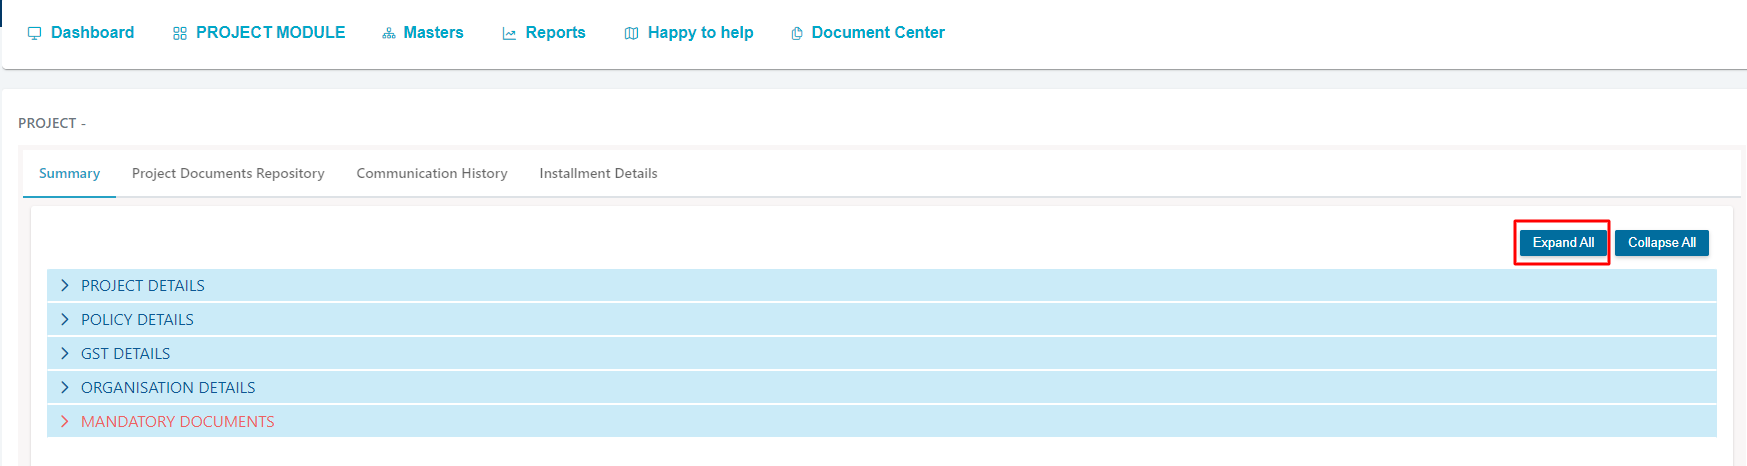 Dashboard PROJECT MODULE Masters Reports Happy to help Document Center
PROJECT -
Summary Project Documents Repository Communication History Installment Details
Expand All Collapse All
PROJECT DETAILS
POLICY DETAILS
GST DETAILS
ORGANISATION DETAILS
MANDATORY DOCUMENTS